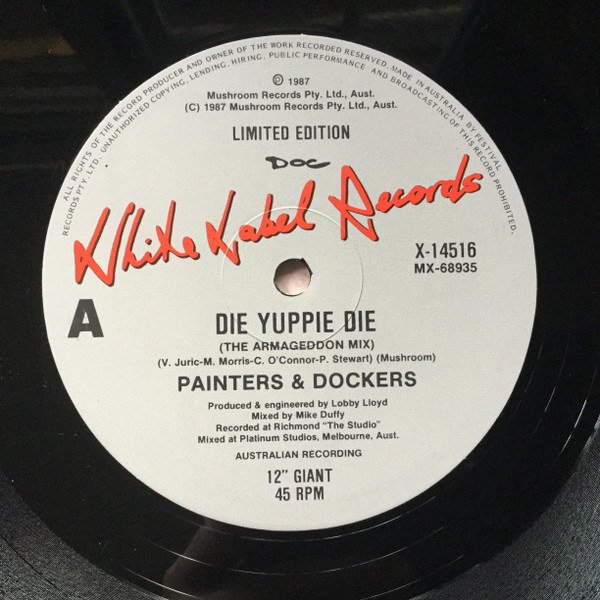 ALL RIGHTS OF THE RECORD PRODUCER AND OWNER OF THE WORK RECORDED RESERVED. MADE IN AUSTRALIA BY FESTIVAL
RECORDS PTY. LTD. UNAUTHORIZED COPYING, LENDING, HIRING, PUBLIC PERFORMANCE AND BROADCASTING OF THIS RECORD PROHIBITED.
℗ 1987
Mushroom Records Pty. Ltd., Aust.
(C) 1987 Mushroom Records Pty. Ltd., Aust.
LIMITED EDITION
DOC
White Label Records
X-14516
MX-68935
A
DIE YUPPIE DIE
(THE ARMAGEDDON MIX)
(V. Juric-M. Morris-C. O'Connor-P. Stewart) (Mushroom)
PAINTERS & DOCKERS
Produced & engineered by Lobby Lloyd
Mixed by Mike Duffy
Recorded at Richmond "The Studio"
Mixed at Platinum Studios, Melbourne, Aust.
AUSTRALIAN RECORDING
12" GIANT
45 RPM